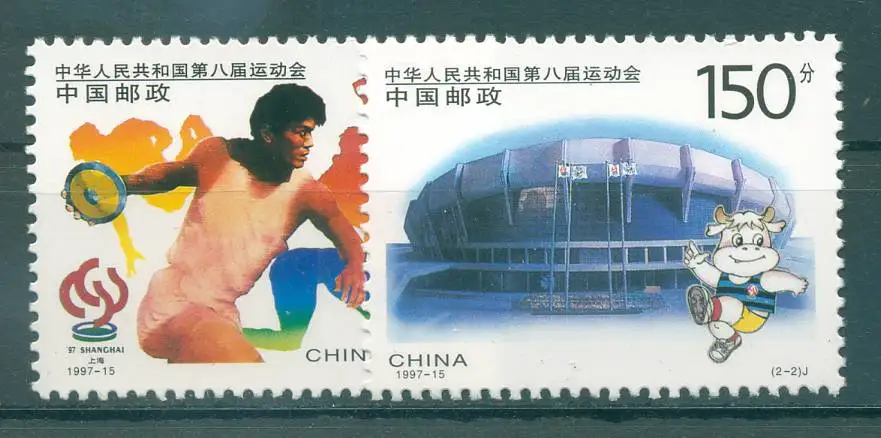 中华人民共和国第八届运动会
中国邮政
'97 SHANGHAI
上海
1997-15
CHIN
中华人民共和国第八届运动会
中国邮政
150分
CHINA
1997-15
(2-2)J